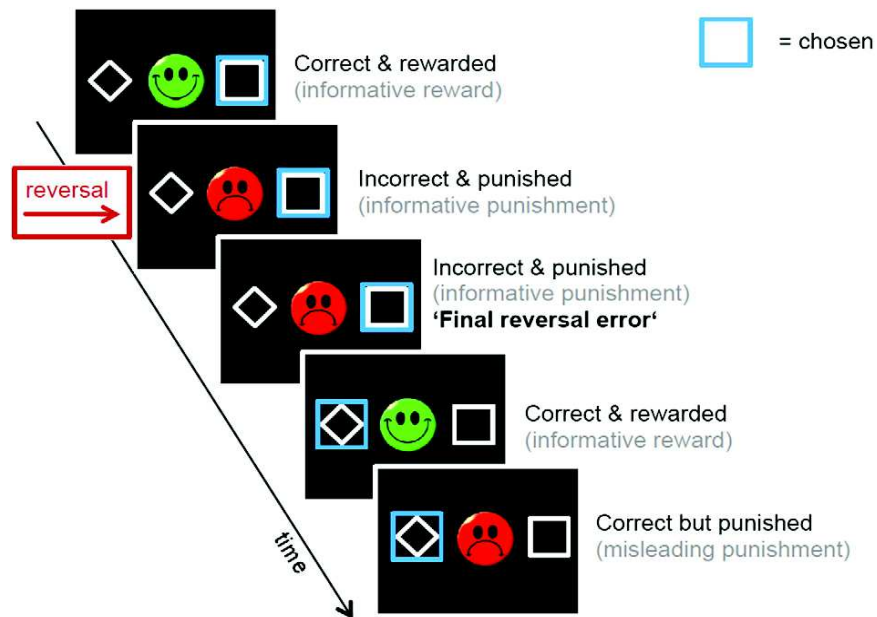 = chosen
Correct & rewarded
(informative reward)
reversal
Incorrect & punished
(informative punishment)
Incorrect & punished
(informative punishment)
'Final reversal error'
Correct & rewarded
(informative reward)
Correct but punished
(misleading punishment)
time